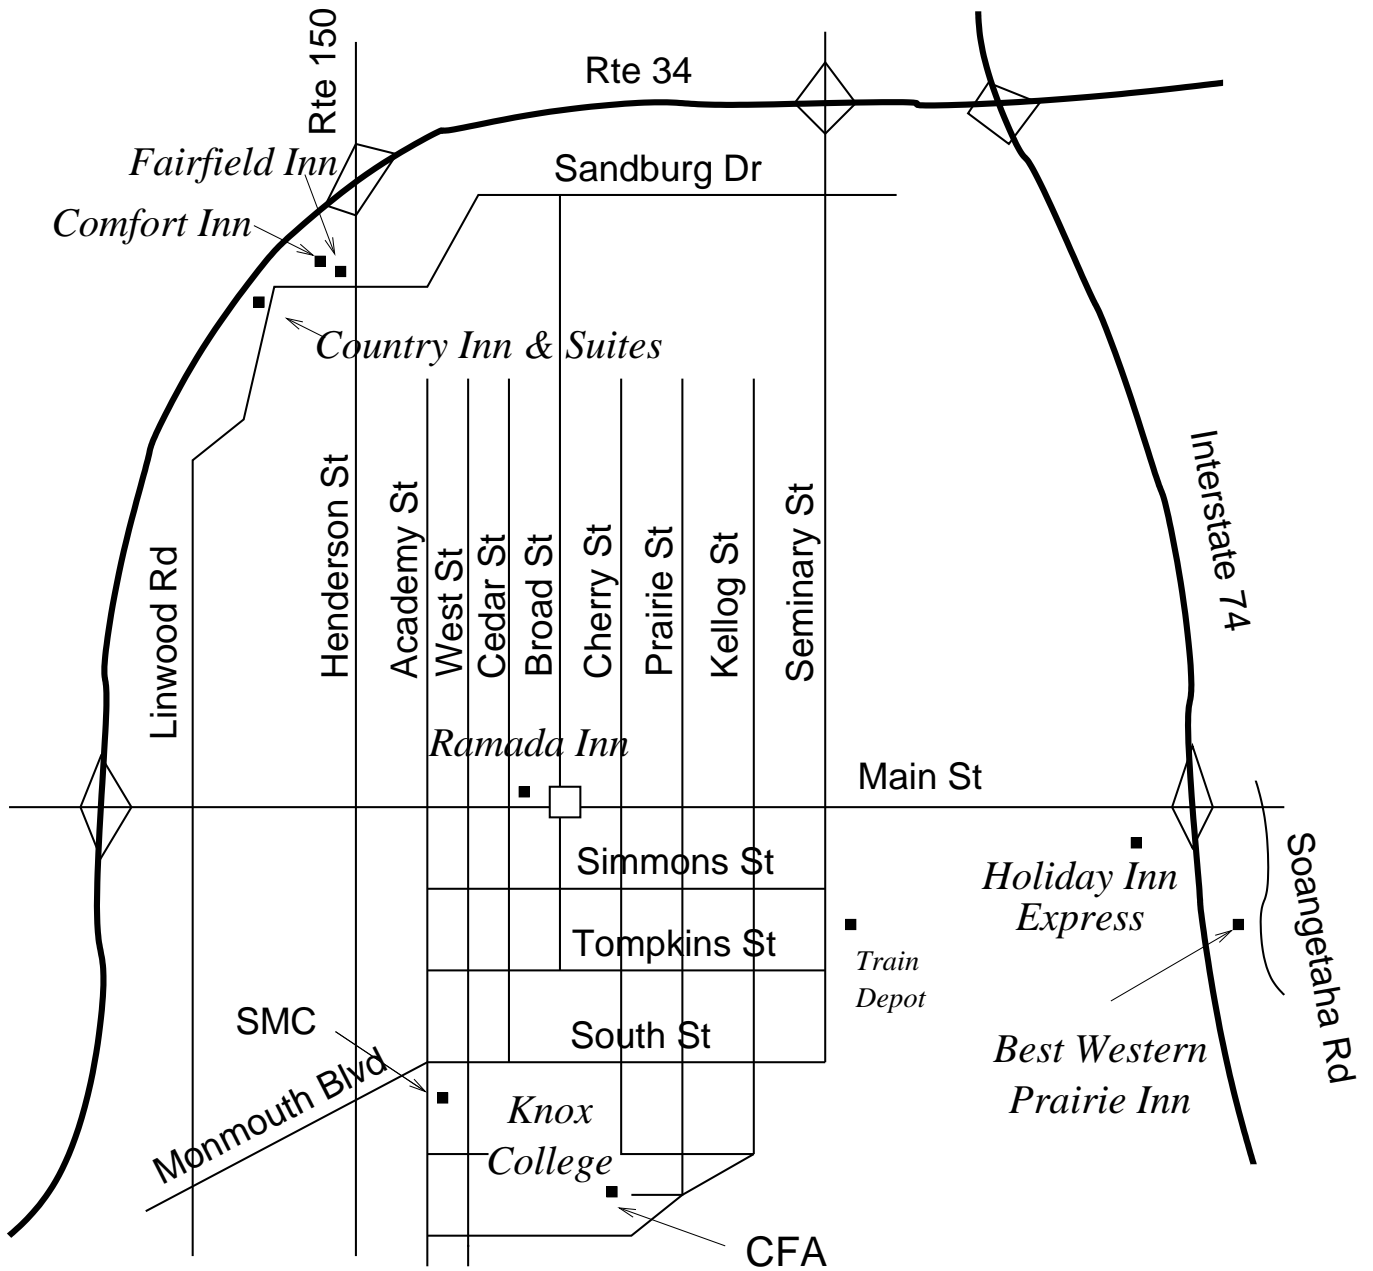 Rte 150
Rte 34
Fairfield Inn
Sandburg Dr
Comfort Inn
Country Inn & Suites
Linwood Rd
Henderson St
Academy St
West St
Cedar St
Broad St
Cherry St
Prairie St
Kellog St
Seminary St
Interstate 74
Ramada Inn
Main St
Simmons St
Holiday Inn
Express
Soangetaha Rd
Tompkins St
Train
Depot
SMC
South St
Best Western
Prairie Inn
Monmouth Blvd
Knox
College
CFA